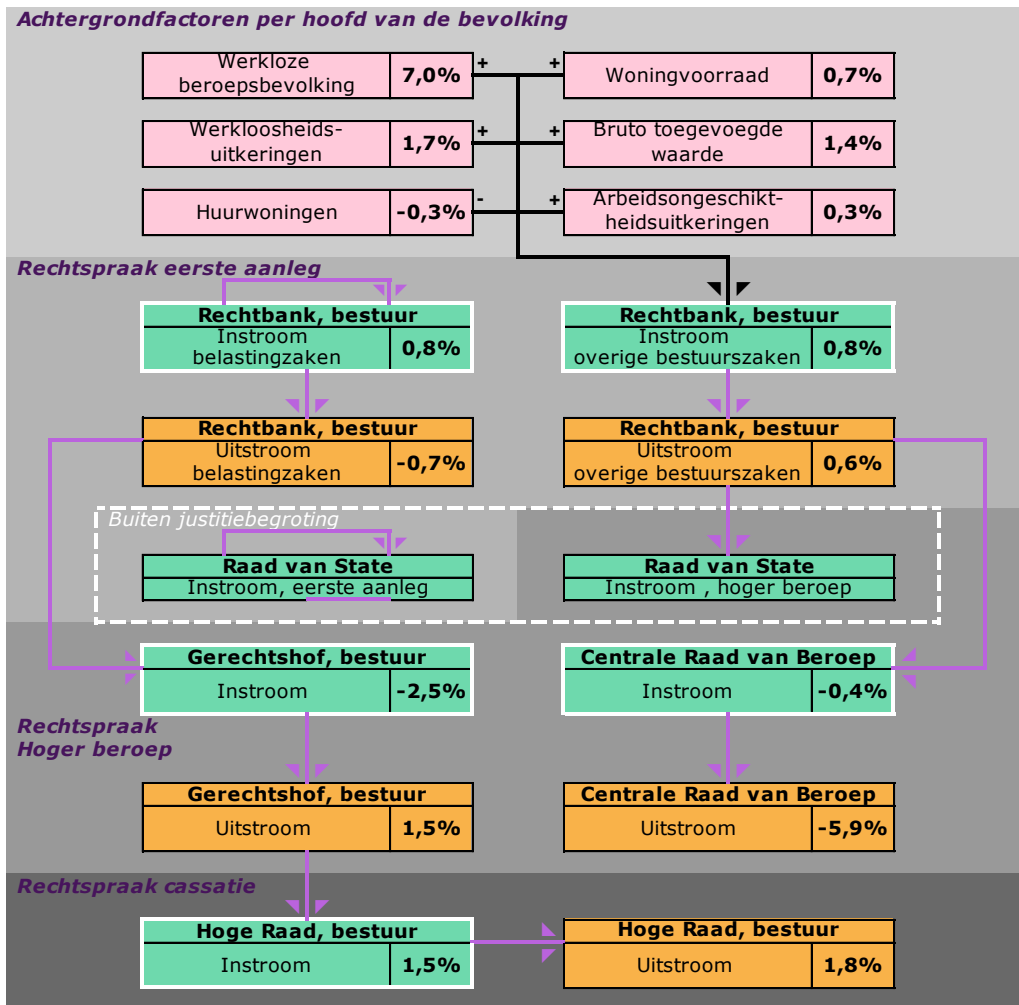 Achtergrondfactoren per hoofd van de bevolking
Werkloze
beroepsbevolking
7,0%
+
+
Woningvoorraad
0,7%
Werkloosheids-
uitkeringen
1,7%
+
+
Bruto toegevoegde
waarde
1,4%
Huurwoningen
-0,3%
-
+
Arbeidsongeschikt-
heidsuitkeringen
0,3%
Rechtspraak eerste aanleg
Rechtbank, bestuur
Instroom
belastingzaken
0,8%
Rechtbank, bestuur
Instroom
overige bestuurszaken
0,8%
Rechtbank, bestuur
Uitstroom
belastingzaken
-0,7%
Rechtbank, bestuur
Uitstroom
overige bestuurszaken
0,6%
Buiten justitiebegroting
Raad van State
Instroom, eerste aanleg
Raad van State
Instroom , hoger beroep
Gerechtshof, bestuur
Instroom
-2,5%
Centrale Raad van Beroep
Instroom
-0,4%
Rechtspraak
Hoger beroep
Gerechtshof, bestuur
Uitstroom
1,5%
Centrale Raad van Beroep
Uitstroom
-5,9%
Rechtspraak cassatie
Hoge Raad, bestuur
Instroom
1,5%
Hoge Raad, bestuur
Uitstroom
1,8%